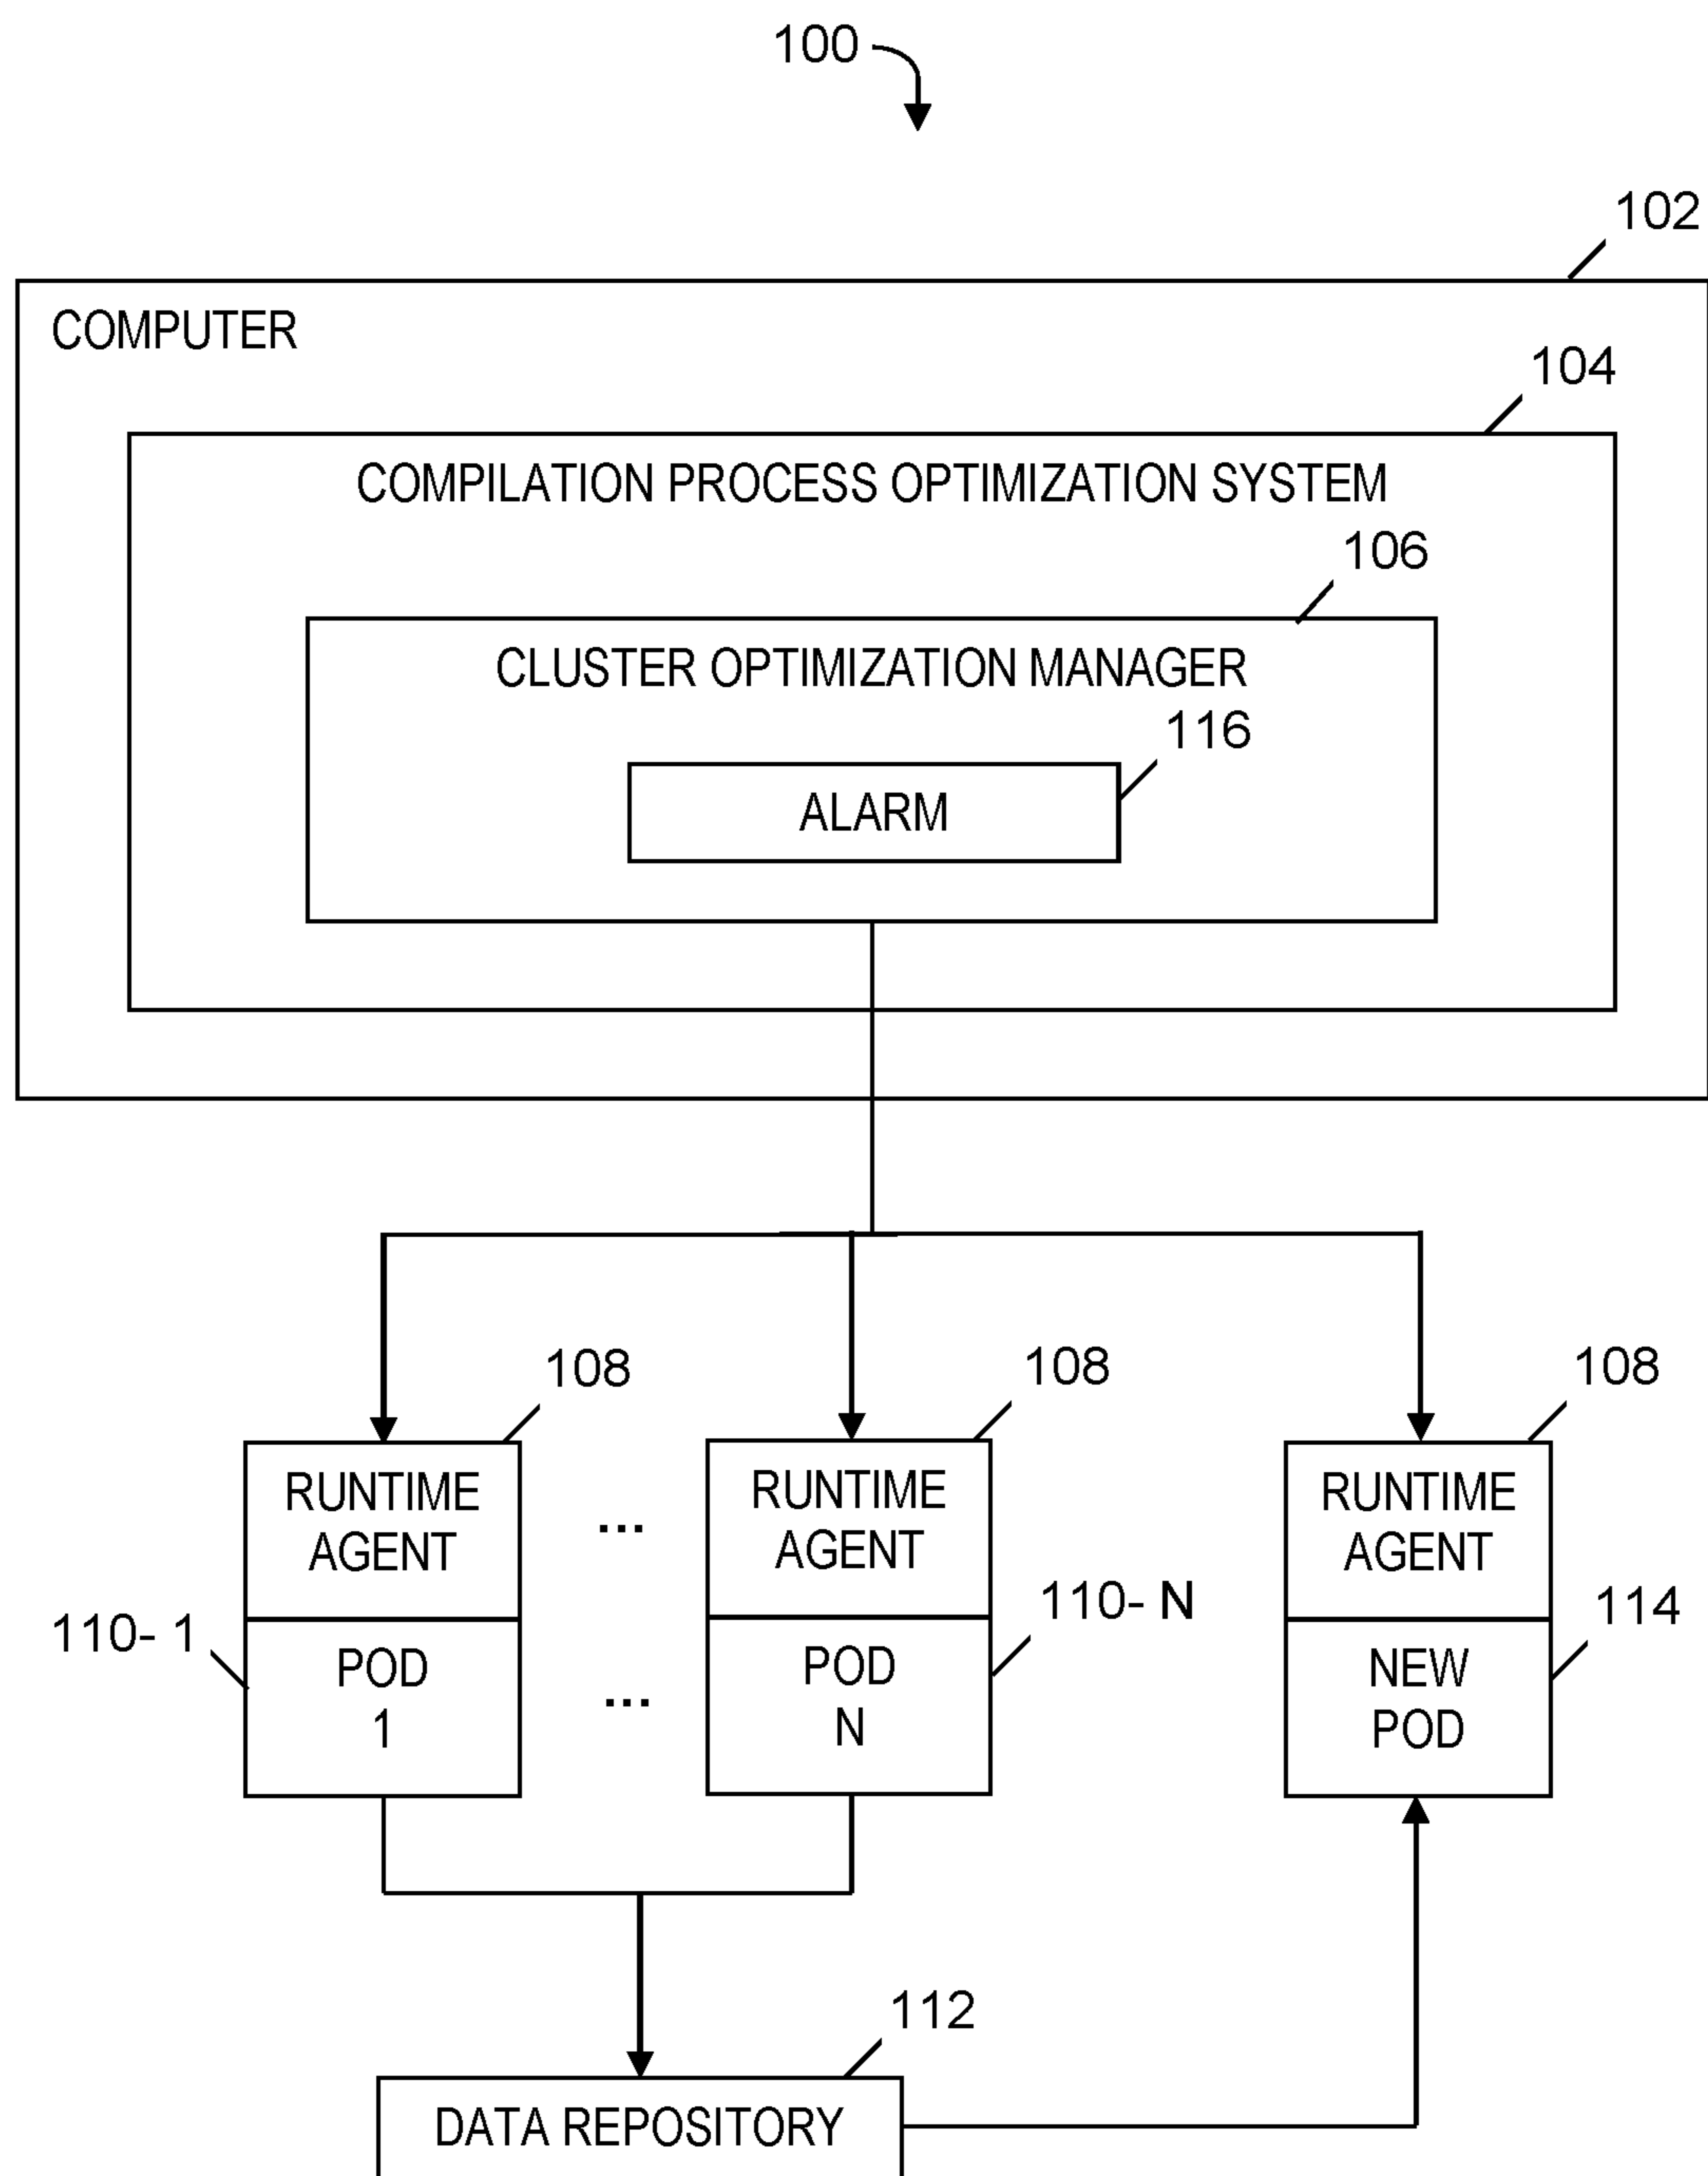 100
102
COMPUTER
104
COMPILATION PROCESS OPTIMIZATION SYSTEM
106
CLUSTER OPTIMIZATION MANAGER
116
ALARM
108
108
108
RUNTIME
AGENT
...
RUNTIME
AGENT
RUNTIME
AGENT
110- 1
POD
1
...
POD
N
110- N
NEW
POD
114
112
DATA REPOSITORY